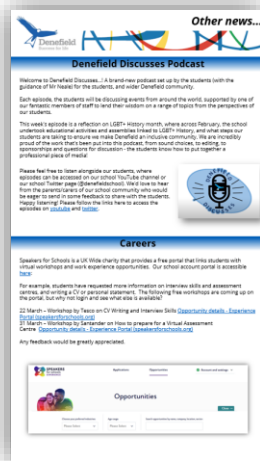 Other news...
Denefield
Denefield Discusses Podcast
Welcome to Denefield Discusses...! A brand-new podcast set up by the students (with the
guidance of Mr Neale) for the students, and wider Denefield community.
Each episode, the students will be discussing events from around the world, supported by one of
our fantastic members of staff to lend their wisdom on a range of topics from the perspectives of
our students.
This week's episode is a reflection on LGBT+ History month, where across February, the school
undertook educational activities and assemblies linked to LGBT+ History, and what steps our
students are taking to ensure we make Denefield an inclusive community. We are incredibly
proud of the work that's been put into this podcast, from sound choices, to editing, to
sponsorships and questions for discussion - the students know how to put together a
professional piece of media!
Please feel free to listen alongside our students, where
episodes can be accessed on our school YouTube channel or
our school Twitter page (@denefieldschool). We'd love to hear
from the parents/carers of our school community who would
be eager to send in some feedback to share with the students.
Happy listening! Please follow the links here to access the
episodes on youtube and twitter.
Careers
Speakers for Schools is a UK Wide charity that provides a free portal that links students with
virtual workshops and work experience opportunities. Our school account portal is accessible
here:
For example, students have requested more information on interview skills and assessment
centres, and writing a CV or personal statement. The following free workshops are coming up on
the portal, but why not login and see what else is available?
22 March – Workshop by Tesco on CV Writing and Interview Skills Opportunity details - Experience
Portal (speakersforschools.org)
31 March – Workshop by Santander on How to prepare for a Virtual Assessment
Centre Opportunity details - Experience Portal (speakersforschools.org)
Any feedback would be greatly appreciated.
SPEAKERS
Applications
Opportunities
Opportunities